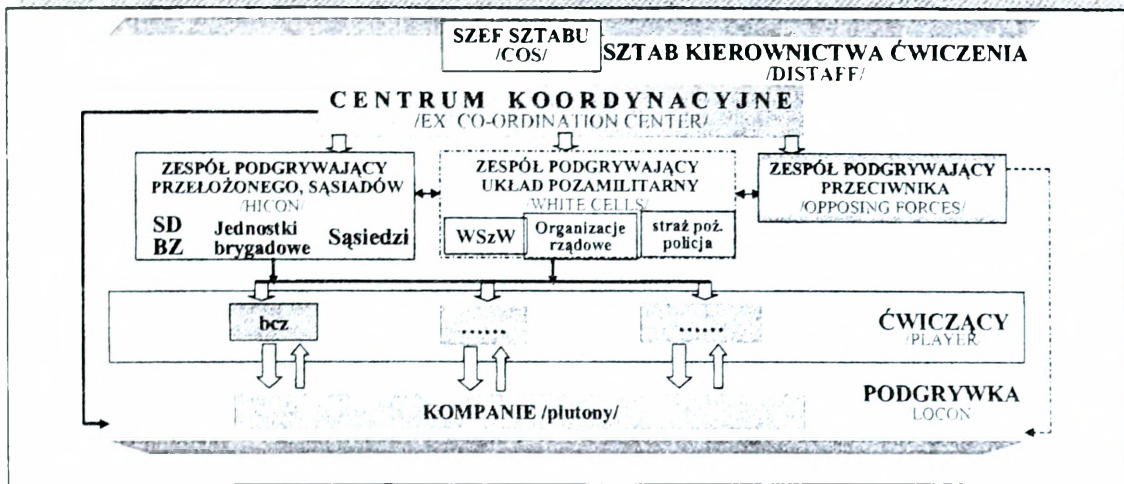 SZEF SZTABU
/COS/
SZTAB KIEROWNICTWA ĆWICZENIA
/DISTAFF/
CENTRUM KOORDYNACYJNE
/EX CO-ORDINATION CENTER/
ZESPÓŁ PODGRYWAJĄCY
PRZEŁOŻONEGO, SĄSIADÓW
/HICON/
SD
BZ
Jednostki
brygadowe
Sąsiedzi
ZESPÓŁ PODGRYWAJĄCY
UKŁAD POZAMILITARNY
/WHITE CELLS/
WSzW
Organizacje
rządowe
straż poż.
policja
ZESPÓŁ PODGRYWAJĄCY
PRZECIWNIKA
/OPPOSING FORCES/
bcz
......
......
ĆWICZĄCY
/PLAYER/
KOMPANIE /plutony/
PODGRYWKA
LOCON